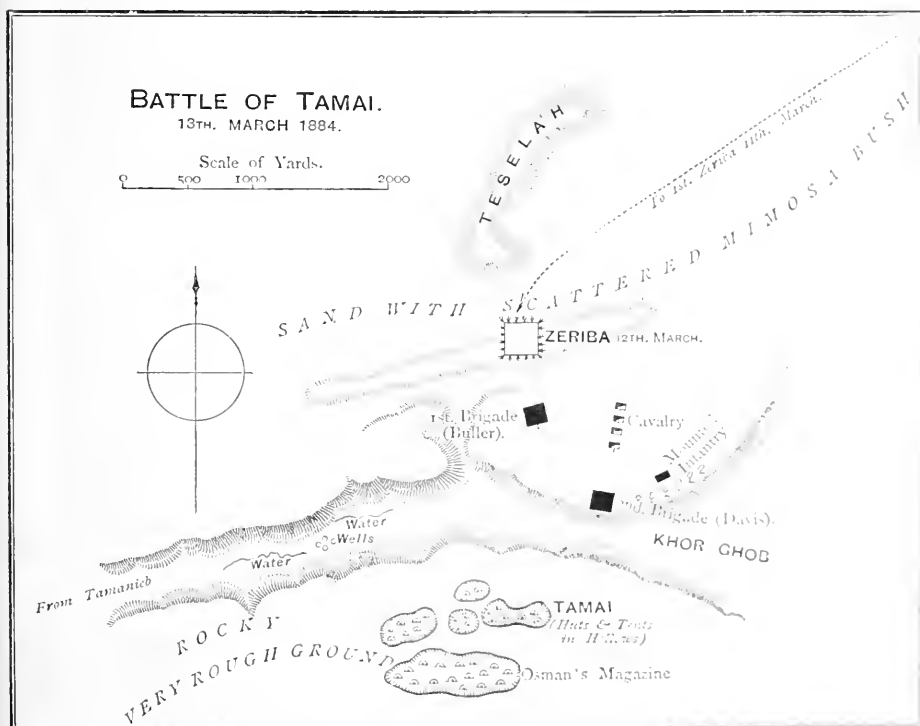 BATTLE OF TAMAI.
13TH. MARCH 1884.
Scale of Yards.
0 500 1000 2000
TESELAH
To 1st. Zeriba 11th. March.
SAND WITH SCATTERED MIMOSA BUSH
ZERIBA 12TH. MARCH.
1st. Brigade
(Buller).
Cavalry
Infantry
2nd. Brigade (Davis).
KHOR GHOB
Water
Wells
Water
From Tamanieb
TAMAI
(Huts & Tents
in Hollows)
ROCKY
VERY ROUGH GROUND
Osman's Magazine